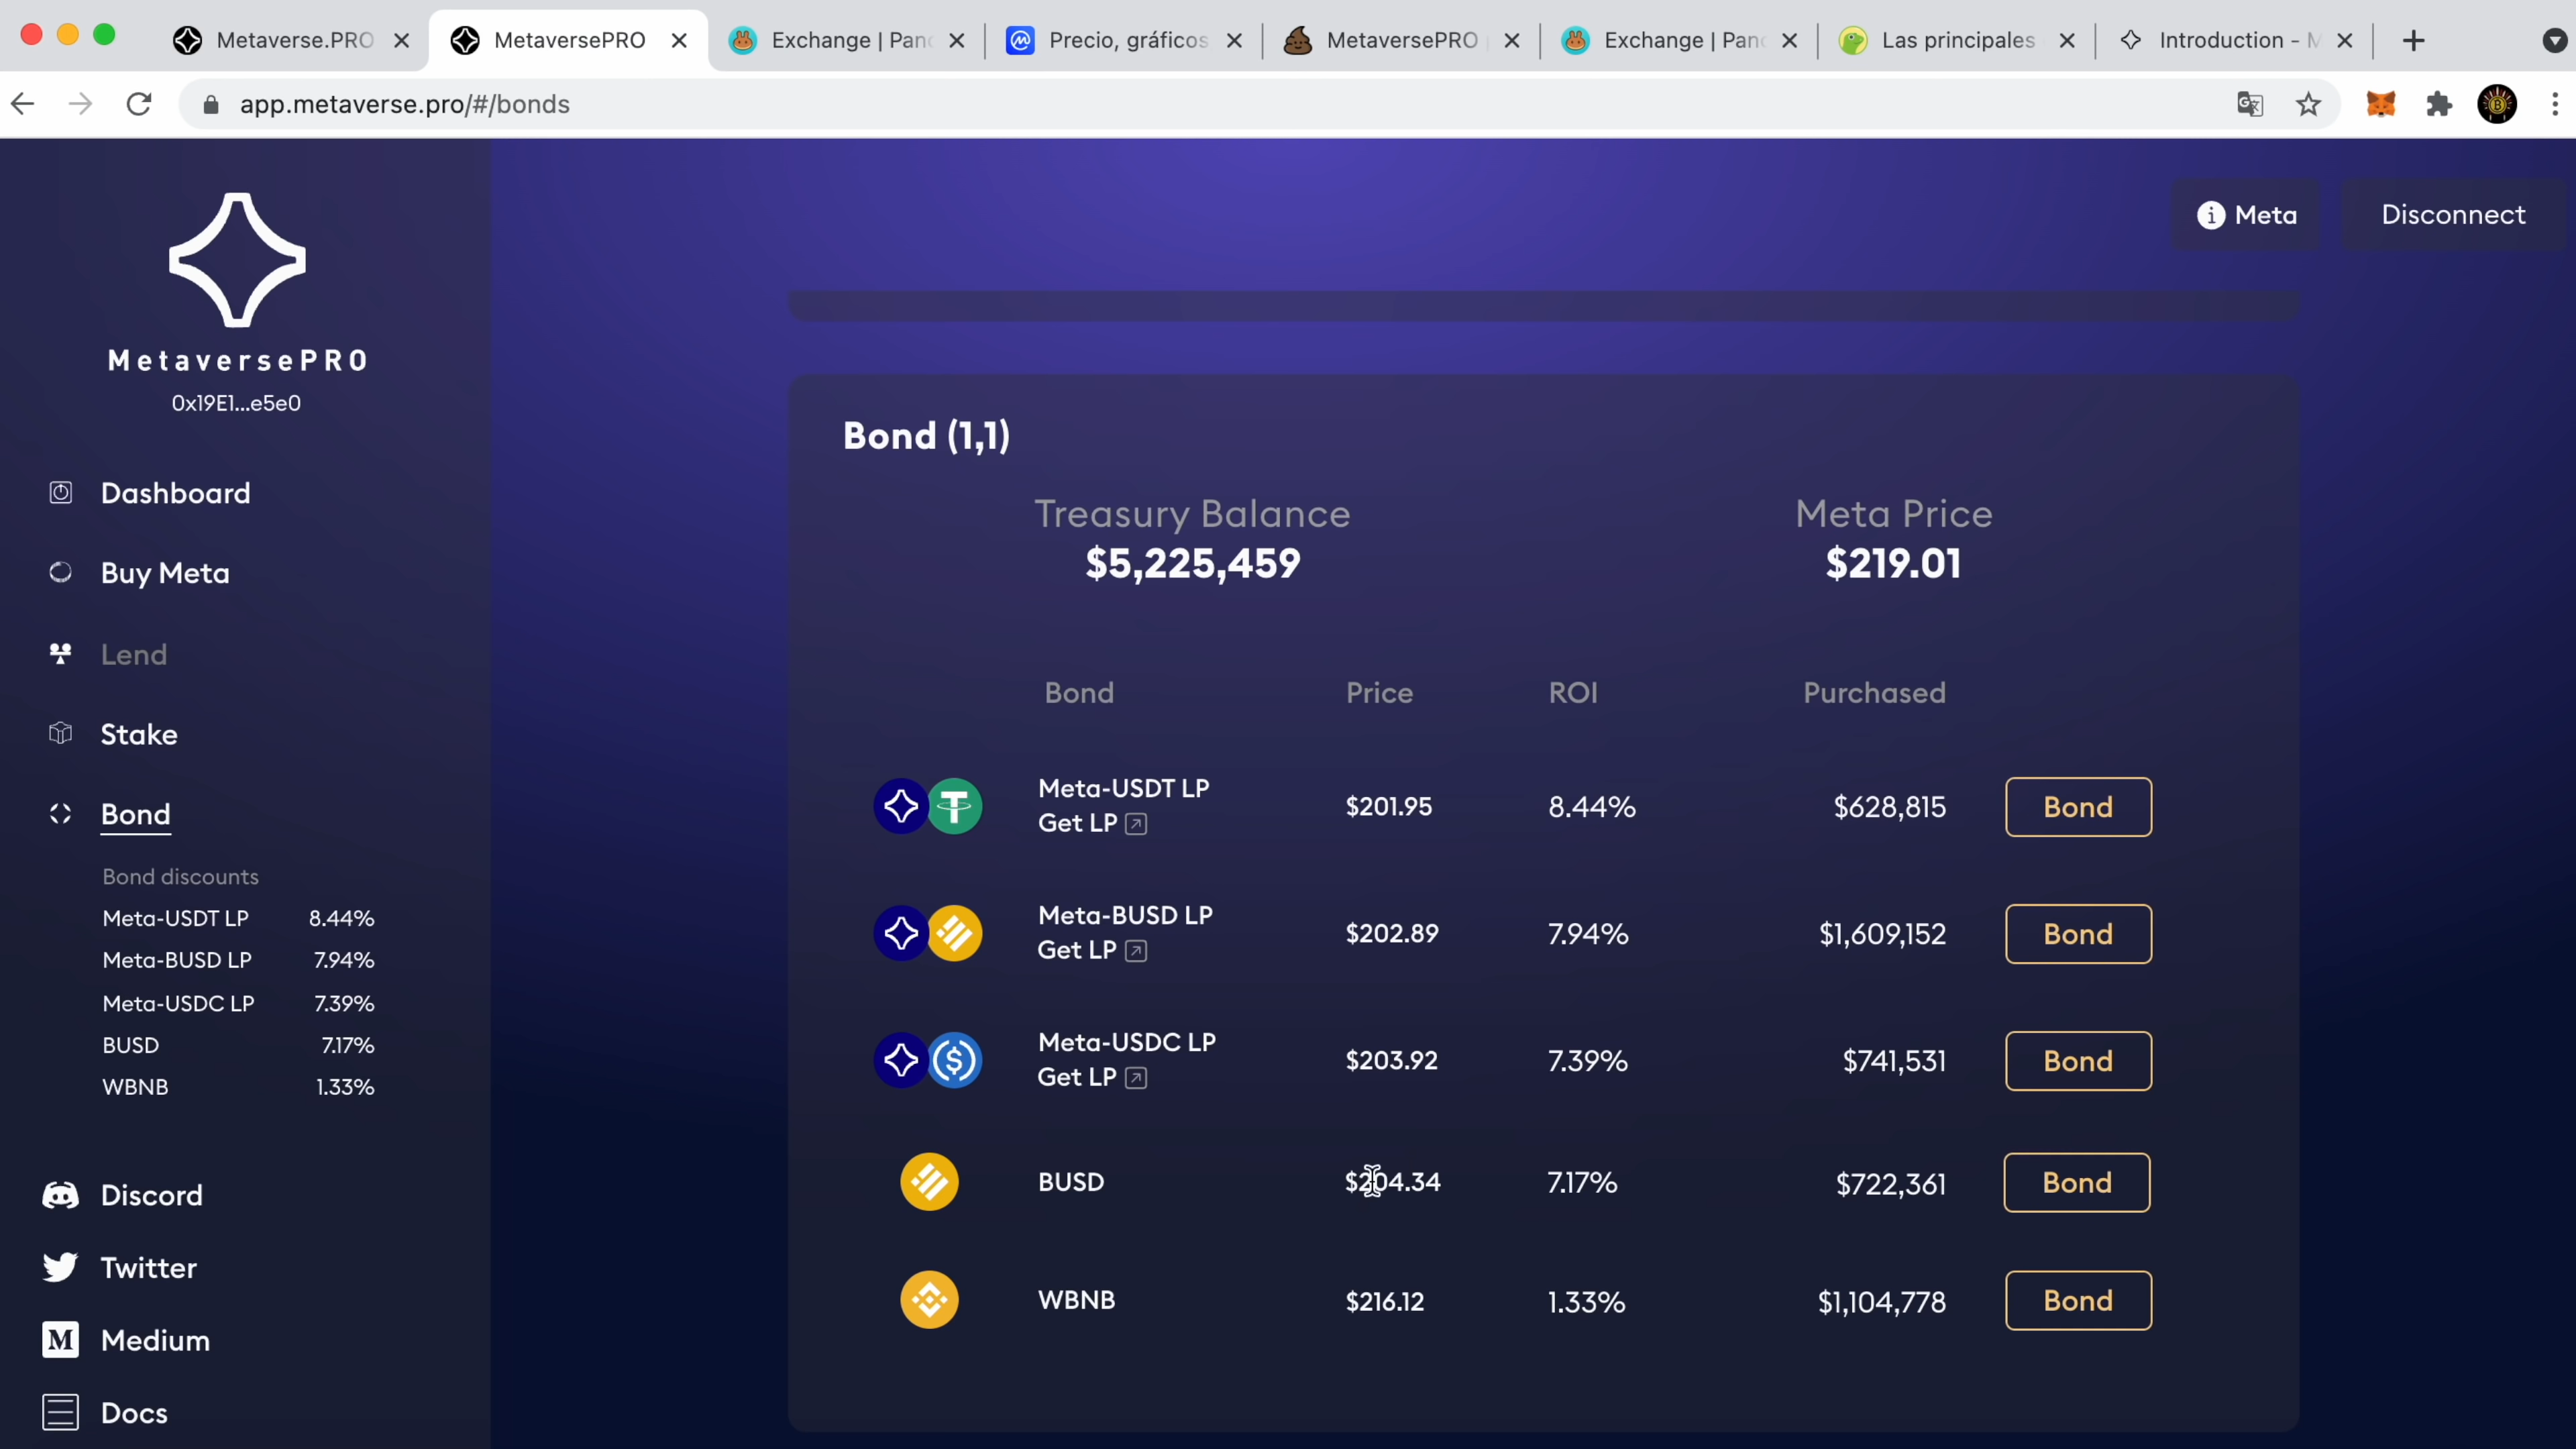 Metaverse.PRO
MetaversePRO
Exchange | Panc
Precio, gráficos
MetaversePRO
Exchange | Panc
Las principales
Introduction - M
app.metaverse.pro/#/bonds
MetaversePRO
0x19E1...e5e0
Dashboard
Buy Meta
Lend
Stake
Bond
Bond discounts
Meta-USDT LP 8.44%
Meta-BUSD LP 7.94%
Meta-USDC LP 7.39%
BUSD 7.17%
WBNB 1.33%
Discord
Twitter
Medium
Docs
Meta
Disconnect
Bond (1,1)
Treasury Balance
$5,225,459
Meta Price
$219.01
Bond Price ROI Purchased
Meta-USDT LP
Get LP
$201.95 8.44% $628,815 Bond
Meta-BUSD LP
Get LP
$202.89 7.94% $1,609,152 Bond
Meta-USDC LP
Get LP
$203.92 7.39% $741,531 Bond
BUSD $204.34 7.17% $722,361 Bond
WBNB $216.12 1.33% $1,104,778 Bond